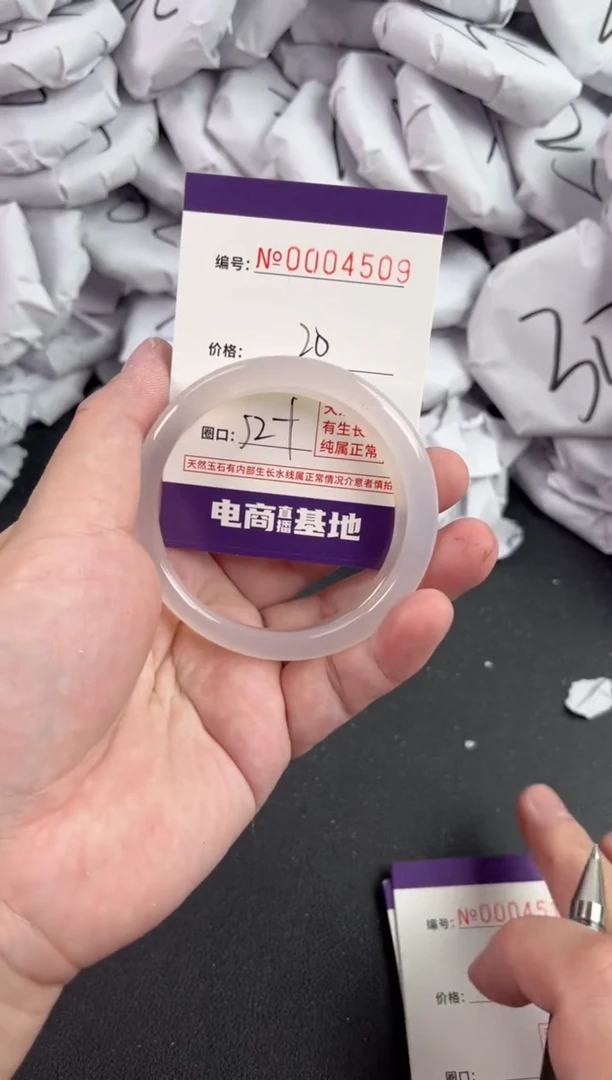 编号: №0004509
价格: 20
圈口: 52+
有生长
纯属正常
天然玉石有内部生长水线属正常情况介意者慎拍
电商直播基地
编号: №00045
价格:
圈口: